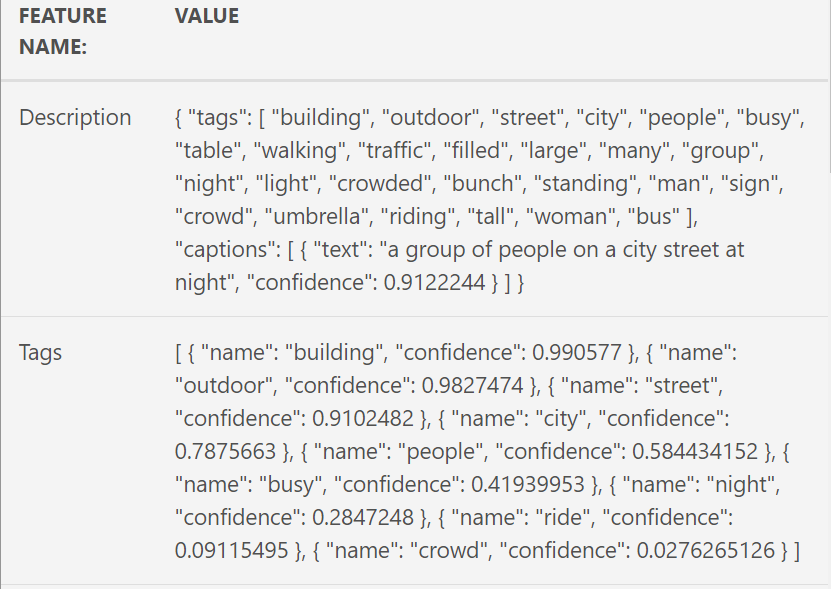 FEATURE NAME: VALUE
Description { "tags": [ "building", "outdoor", "street", "city", "people", "busy",
"table", "walking", "traffic", "filled", "large", "many", "group",
"night", "light", "crowded", "bunch", "standing", "man", "sign",
"crowd", "umbrella", "riding", "tall", "woman", "bus" ],
"captions": [ { "text": "a group of people on a city street at
night", "confidence": 0.9122244 } ] }
Tags [ { "name": "building", "confidence": 0.990577 }, { "name":
"outdoor", "confidence": 0.9827474 }, { "name": "street",
"confidence": 0.9102482 }, { "name": "city", "confidence":
0.7875663 }, { "name": "people", "confidence": 0.584434152 }, {
"name": "busy", "confidence": 0.41939953 }, { "name": "night",
"confidence": 0.2847248 }, { "name": "ride", "confidence":
0.09115495 }, { "name": "crowd", "confidence": 0.0276265126 } ]